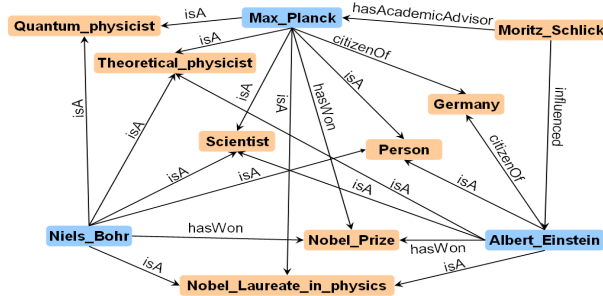 Quantum_physicist
isA
Max_Planck
hasAcademicAdvisor
Moritz_Schlick
isA
citizenOf
Theoretical_physicist
isA
isA
Germany
influenced
isA
isA
isA
hasWon
Scientist
Person
citizenOf
isA
isA
isA
isA
isA
Niels_Bohr
hasWon
Nobel_Prize
hasWon
Albert_Einstein
isA
isA
Nobel_Laureate_in_physics